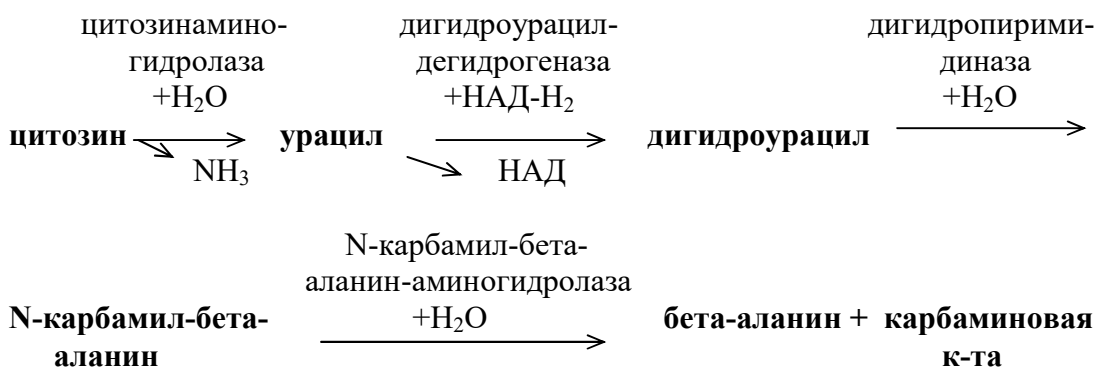 цитозинамино- дигидроурацил- дигидропирими-
гидролаза дегидрогеназа диназа
+H₂O +НАД-H₂ +H₂O
цитозин урацил дигидроурацил
NH₃ НАД
N-карбамил-бета-
аланин-аминогидролаза
N-карбамил-бета- +H₂O бета-аланин + карбаминовая
аланин к-та